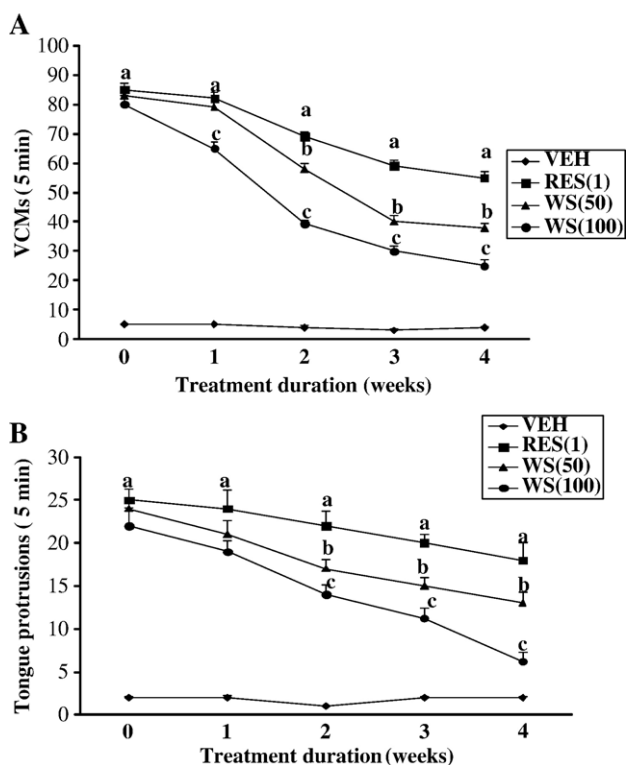 A
100
90
80
70
60
50
40
30
20
10
0
VCMs ( 5 min)
a a a a a
b b b
c c c c
VEH
RES(1)
WS(50)
WS(100)
0 1 2 3 4
Treatment duration (weeks)
B
30
25
20
15
10
5
0
Tongue protrusions ( 5 min)
VEH
RES(1)
WS(50)
WS(100)
a a a a a
b b b
c c c
0 1 2 3 4
Treatment duration (weeks)